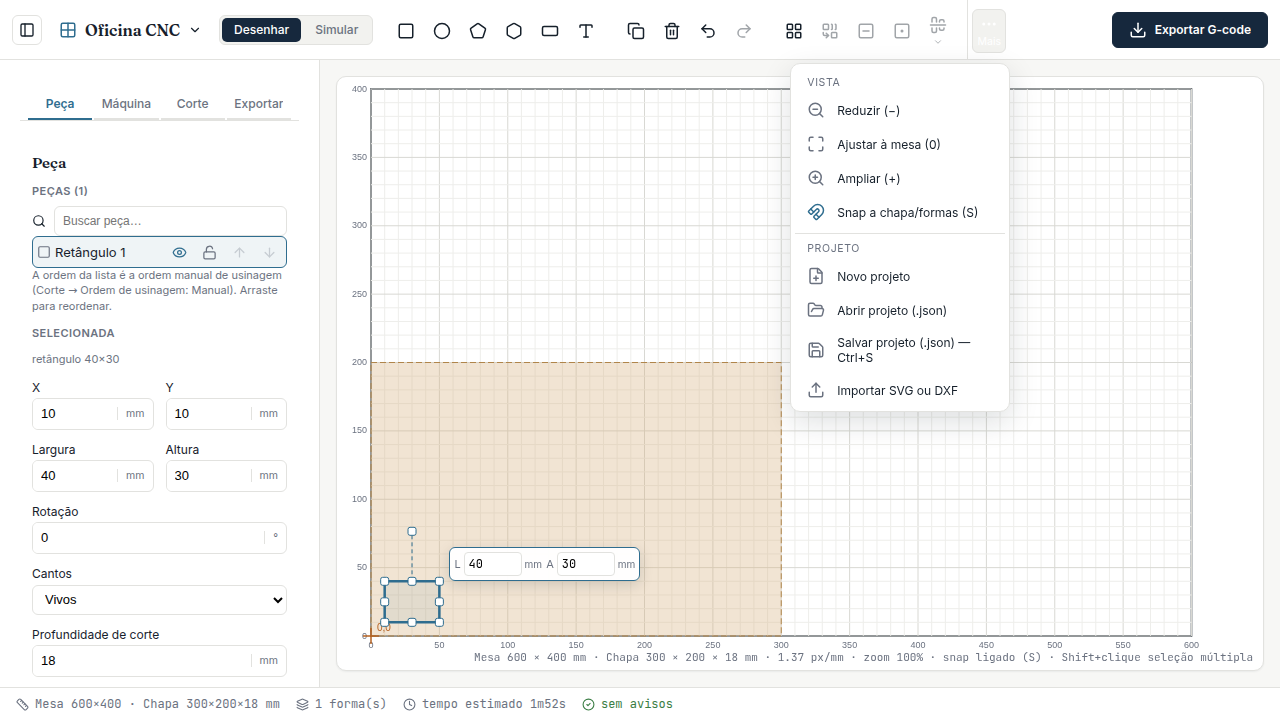 Oficina CNC
Desenhar
Simular
Mais
Exportar G-code
Peça
Máquina
Corte
Exportar
Peça
PEÇAS (1)
Buscar peça…
Retângulo 1
A ordem da lista é a ordem manual de usinagem
(Corte → Ordem de usinagem: Manual). Arraste
para reordenar.
SELECIONADA
retângulo 40×30
X
Y
10 mm
10 mm
Largura
Altura
40 mm
30 mm
Rotação
0 °
Cantos
Vivos
Profundidade de corte
18 mm
VISTA
Reduzir (−)
Ajustar à mesa (0)
Ampliar (+)
Snap a chapa/formas (S)
PROJETO
Novo projeto
Abrir projeto (.json)
Salvar projeto (.json) —
Ctrl+S
Importar SVG ou DXF
400
350
300
250
200
150
100
50
0
L 40 mm A 30 mm
0,0
0 50 100 150 200 250 300 350 400 450 500 550 600
Mesa 600 × 400 mm · Chapa 300 × 200 × 18 mm · 1.37 px/mm · zoom 100% · snap ligado (S) · Shift+clique seleção múltipla
Mesa 600×400 · Chapa 300×200×18 mm
1 forma(s)
tempo estimado 1m52s
sem avisos